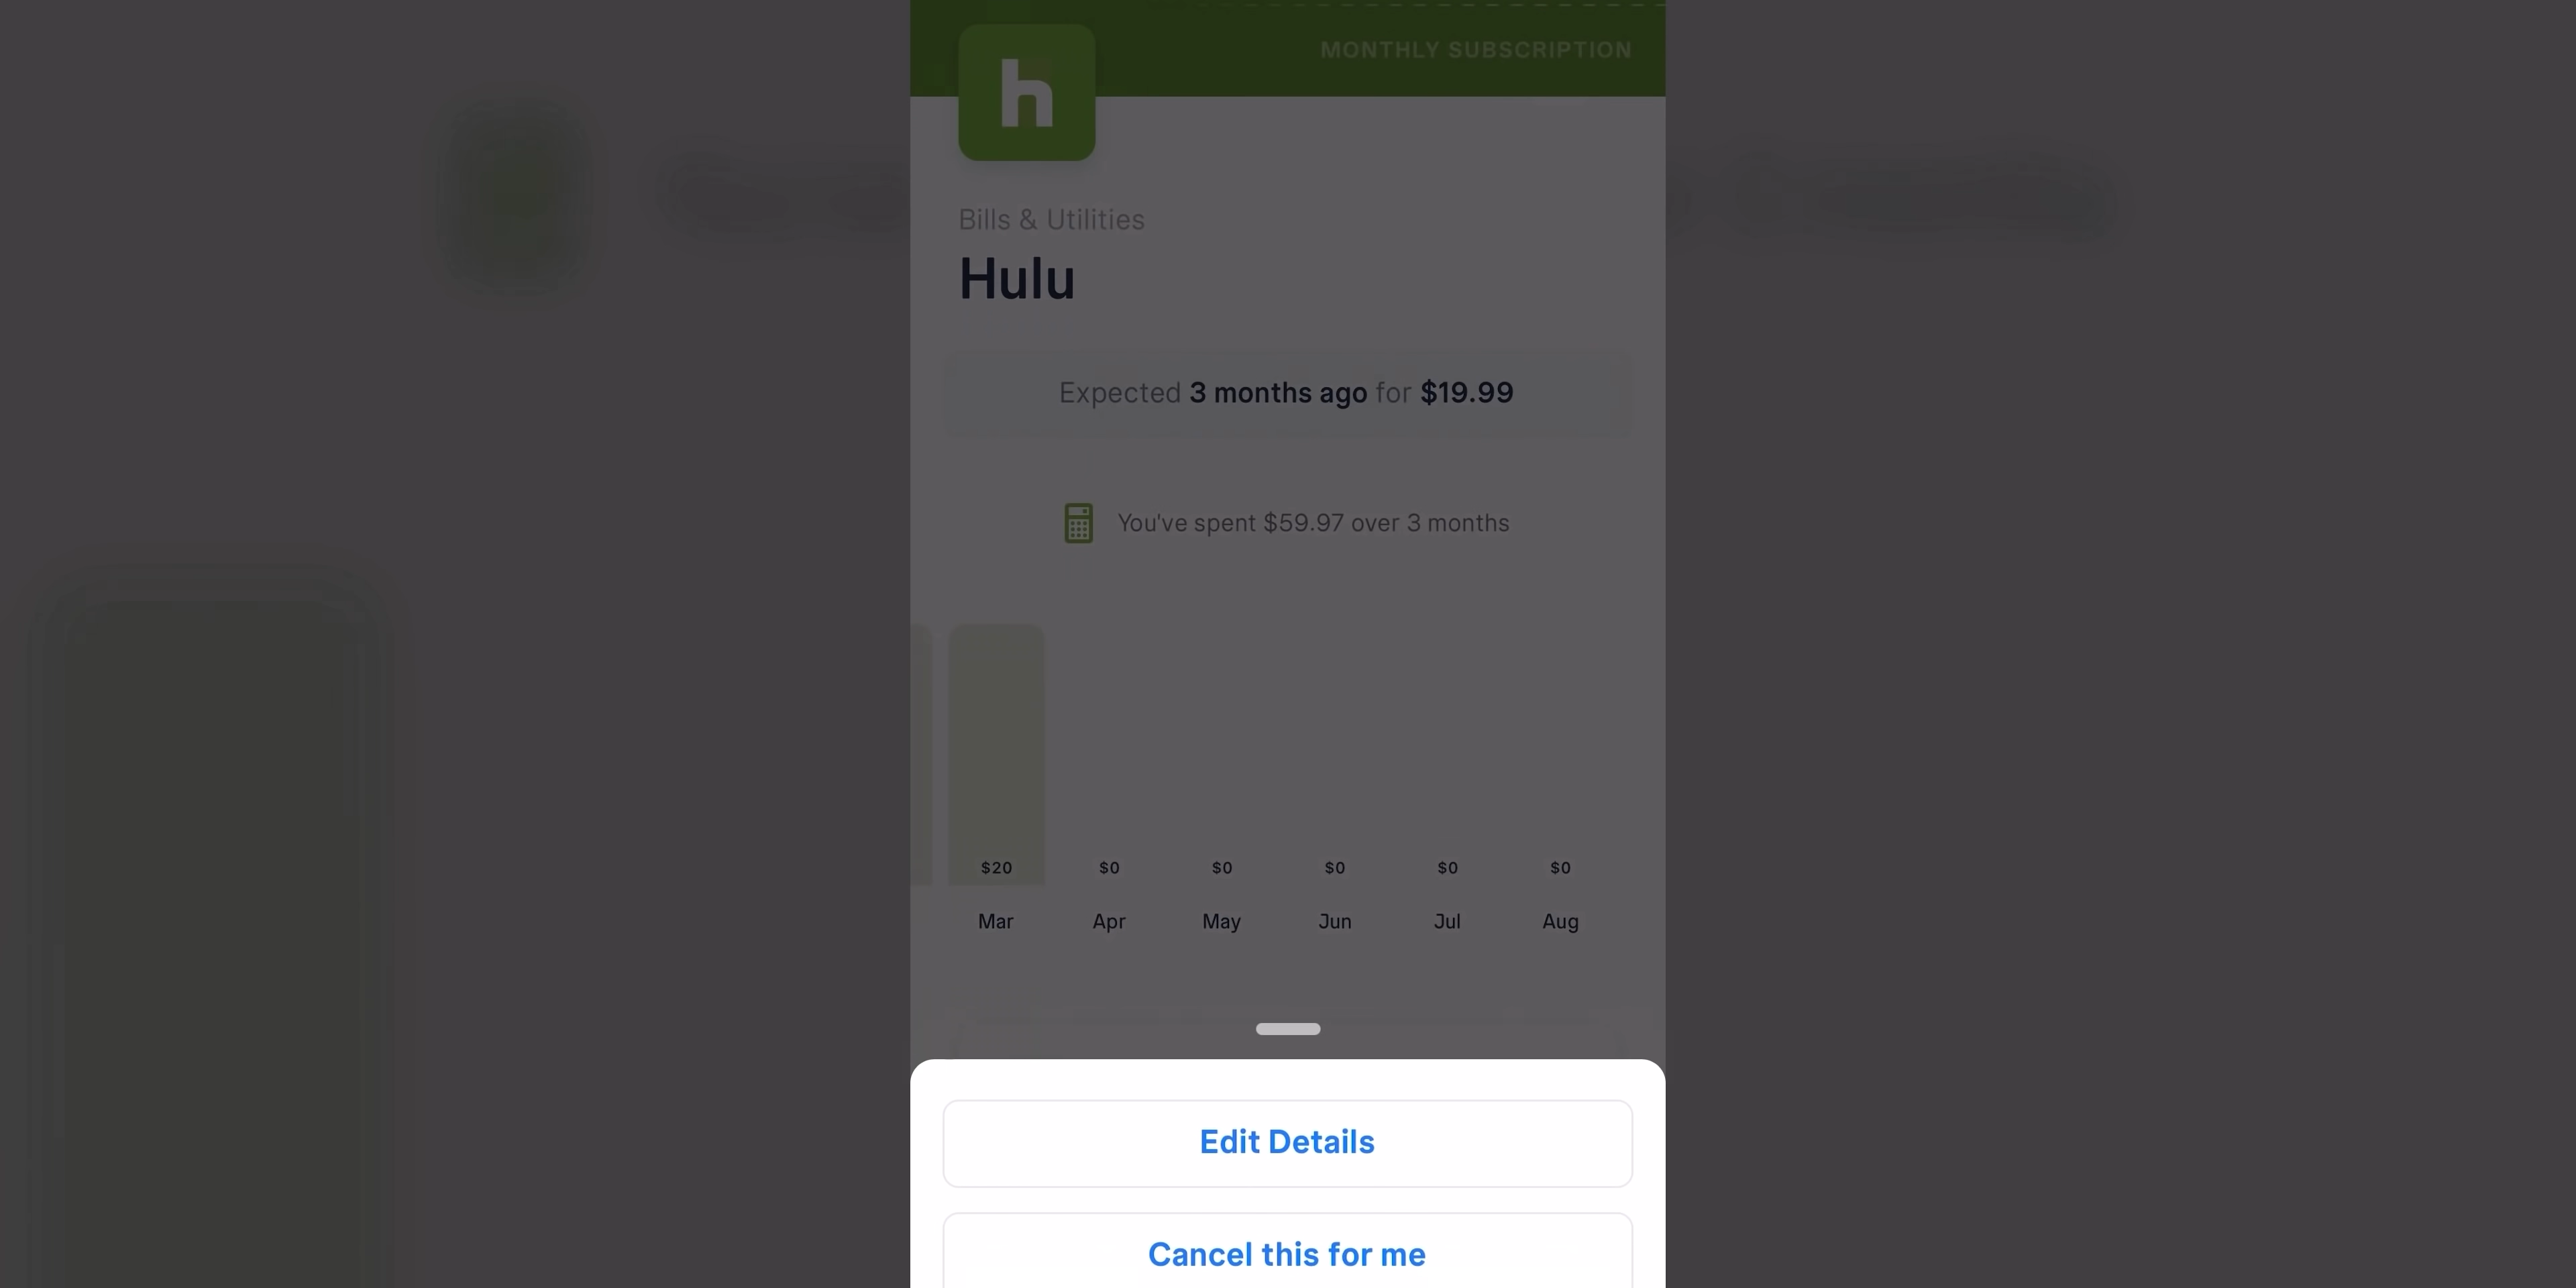 MONTHLY SUBSCRIPTION
h
Bills & Utilities
Hulu
Expected 3 months ago for $19.99
You've spent $59.97 over 3 months
$20 $0 $0 $0 $0 $0
Mar Apr May Jun Jul Aug
Edit Details
Cancel this for me